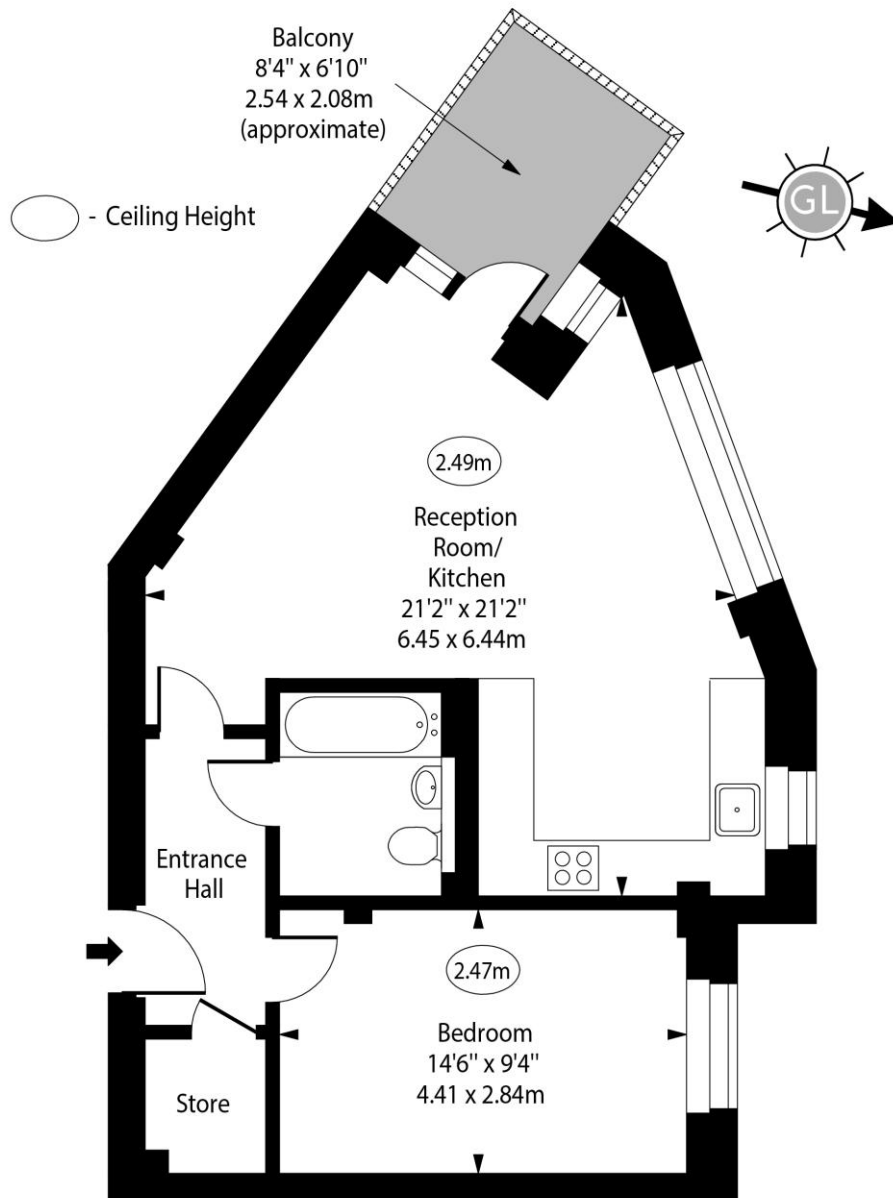 Balcony
8'4" x 6'10"
2.54 x 2.08m
(approximate)
- Ceiling Height
GL
2.49m
Reception
Room/
Kitchen
21'2" x 21'2"
6.45 x 6.44m
Entrance
Hall
2.47m
Bedroom
14'6" x 9'4"
4.41 x 2.84m
Store